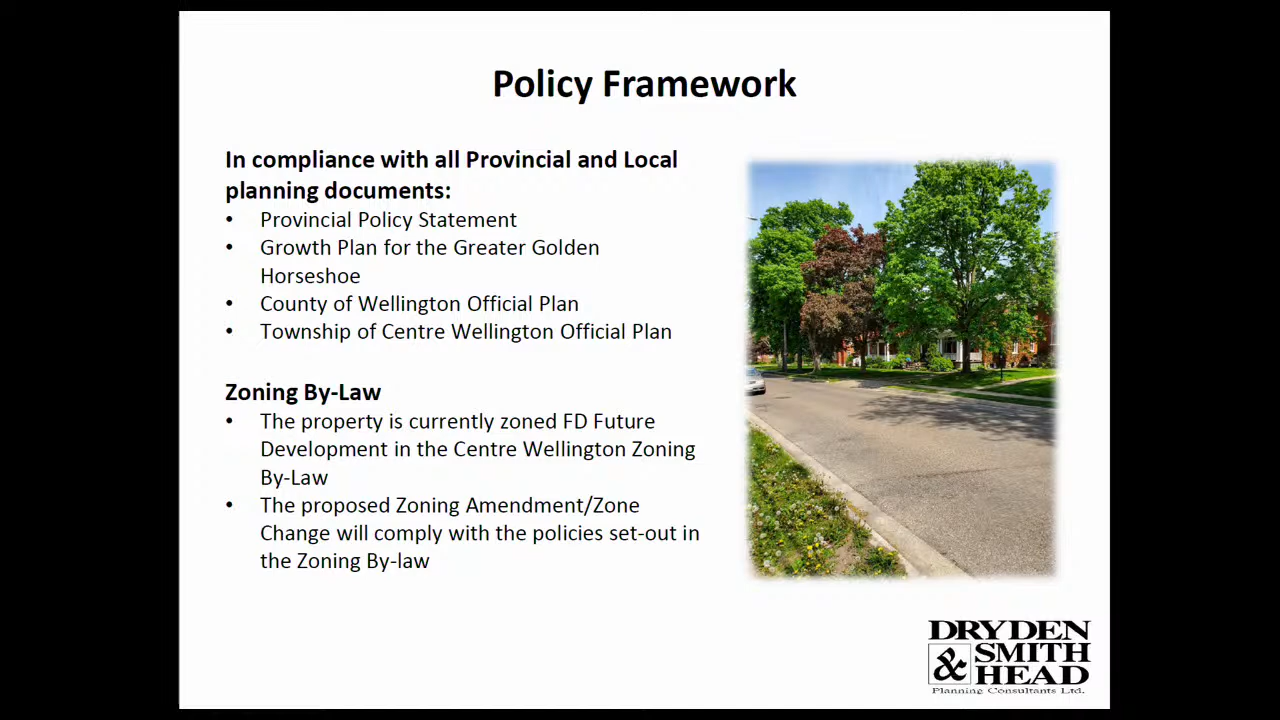 Policy Framework
In compliance with all Provincial and Local
planning documents:
• Provincial Policy Statement
• Growth Plan for the Greater Golden
Horseshoe
• County of Wellington Official Plan
• Township of Centre Wellington Official Plan
Zoning By-Law
• The property is currently zoned FD Future
Development in the Centre Wellington Zoning
By-Law
• The proposed Zoning Amendment/Zone
Change will comply with the policies set-out in
the Zoning By-law
DRYDEN
& SMITH
HEAD
Planning Consultants Ltd.